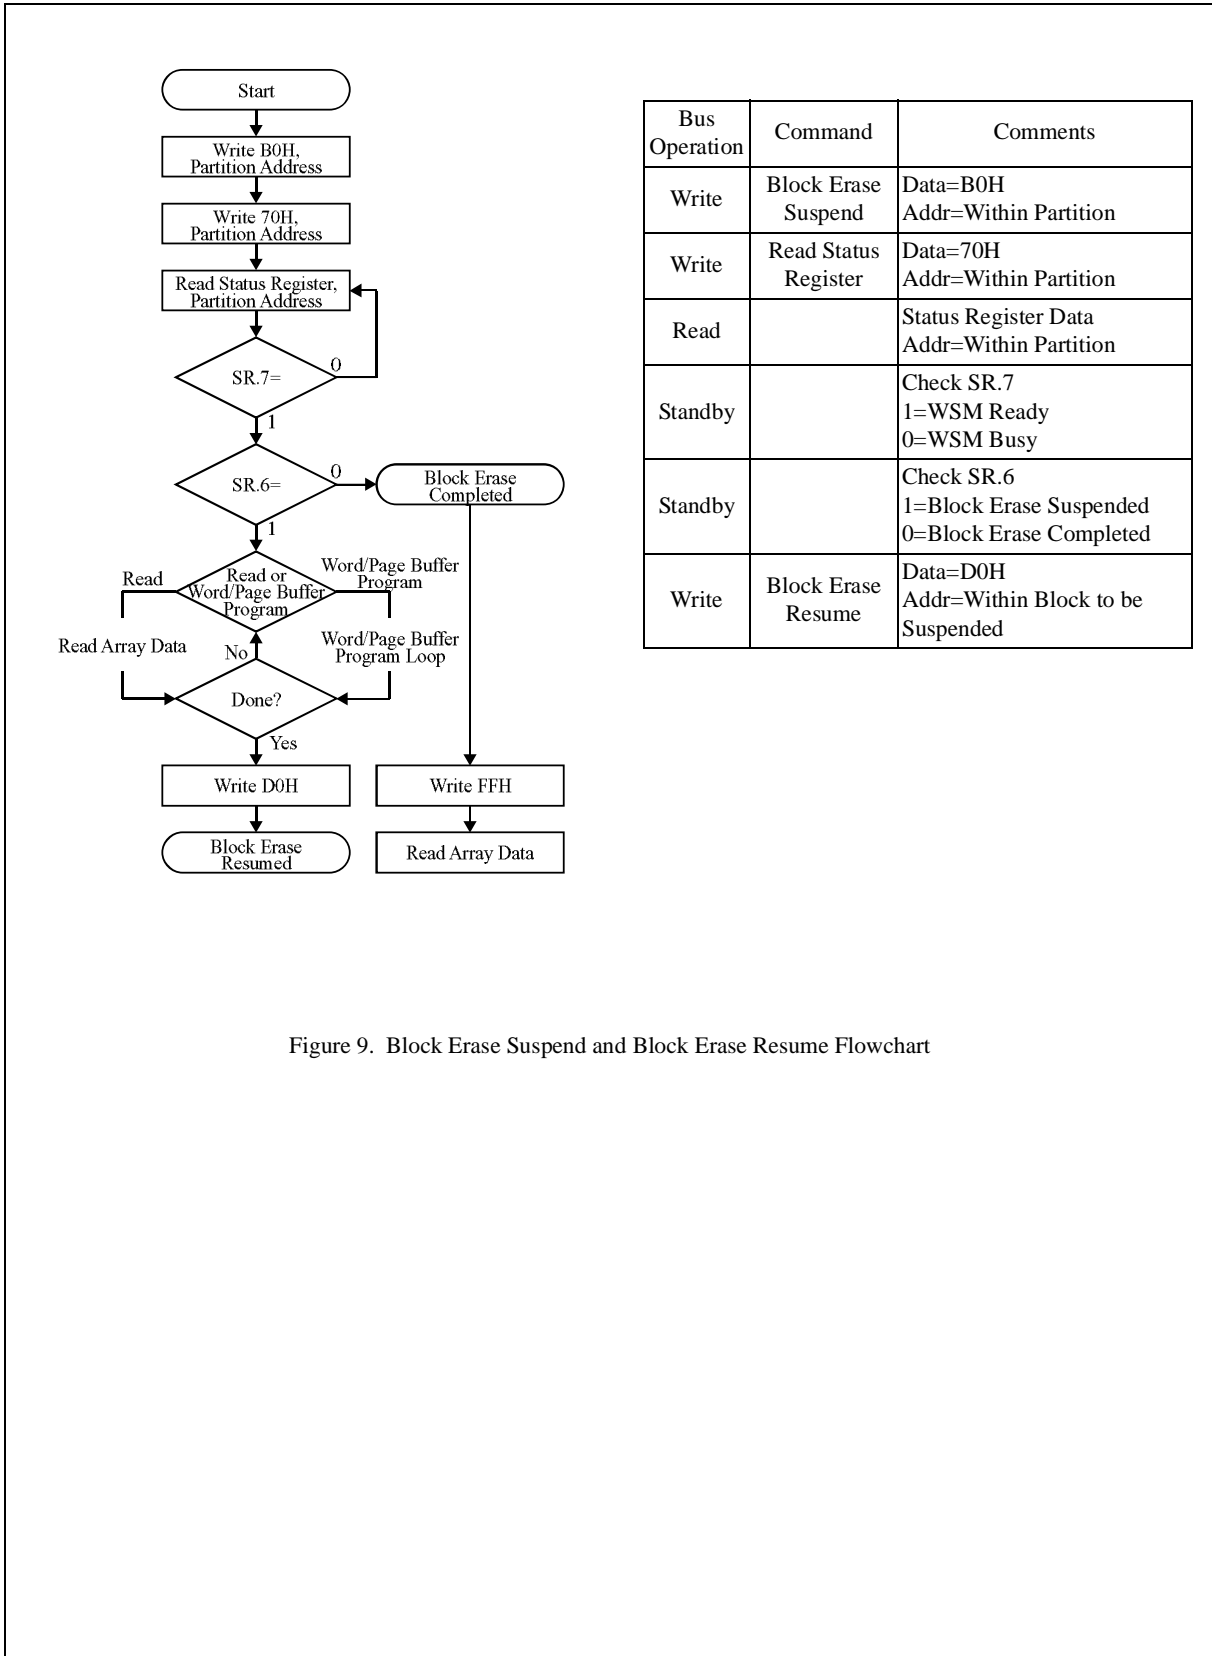 Start
Write B0H,
Partition Address
Write 70H,
Partition Address
Read Status Register,
Partition Address
SR.7=
0
1
SR.6=
0
Block Erase
Completed
1
Read
Read or
Word/Page Buffer
Program
Word/Page Buffer
Program
Read Array Data
No
Word/Page Buffer
Program Loop
Done?
Yes
Write D0H
Write FFH
Block Erase
Resumed
Read Array Data
Bus
Operation
Command
Comments
Write
Block Erase
Suspend
Data=B0H
Addr=Within Partition
Write
Read Status
Register
Data=70H
Addr=Within Partition
Read
Status Register Data
Addr=Within Partition
Standby
Check SR.7
1=WSM Ready
0=WSM Busy
Standby
Check SR.6
1=Block Erase Suspended
0=Block Erase Completed
Write
Block Erase
Resume
Data=D0H
Addr=Within Block to be
Suspended
Figure 9. Block Erase Suspend and Block Erase Resume Flowchart